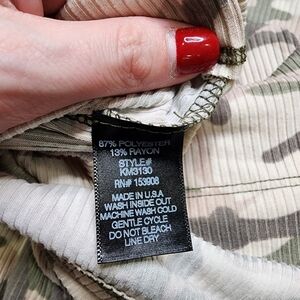 87% POLYESTER
13% RAYON
STYLE#
KM3130
RN# 153908
MADE IN U.S.A
WASH INSIDE OUT
MACHINE WASH COLD
GENTLE CYCLE
DO NOT BLEACH
LINE DRY